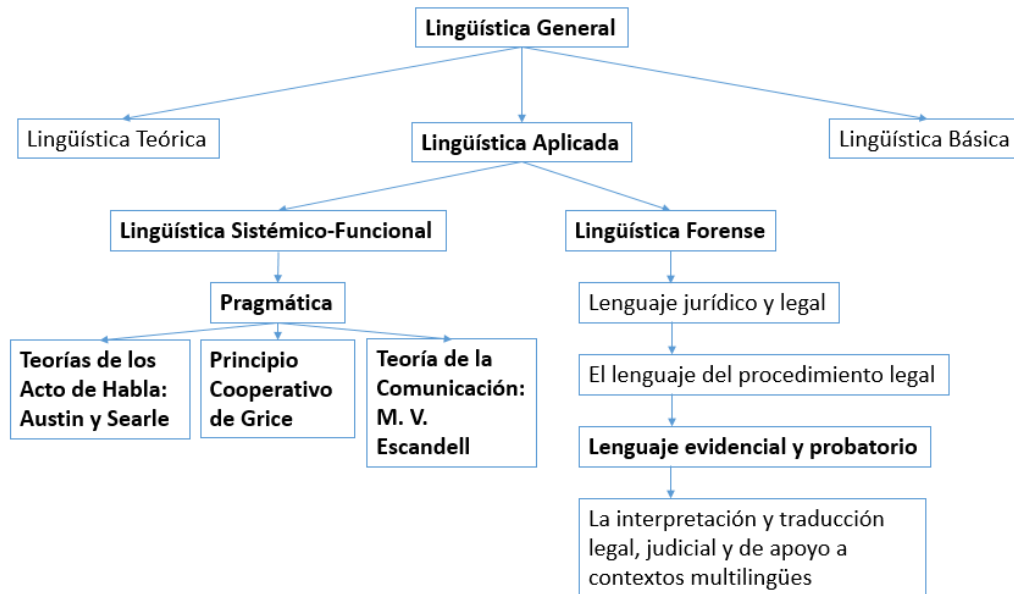 Lingüística General
Lingüística Teórica
Lingüística Aplicada
Lingüística Básica
Lingüística Sistémico-Funcional
Lingüística Forense
Pragmática
Lenguaje jurídico y legal
Teorías de los
Acto de Habla:
Austin y Searle
Principio
Cooperativo
de Grice
Teoría de la
Comunicación:
M. V.
Escandell
El lenguaje del procedimiento legal
Lenguaje evidencial y probatorio
La interpretación y traducción
legal, judicial y de apoyo a
contextos multilingües